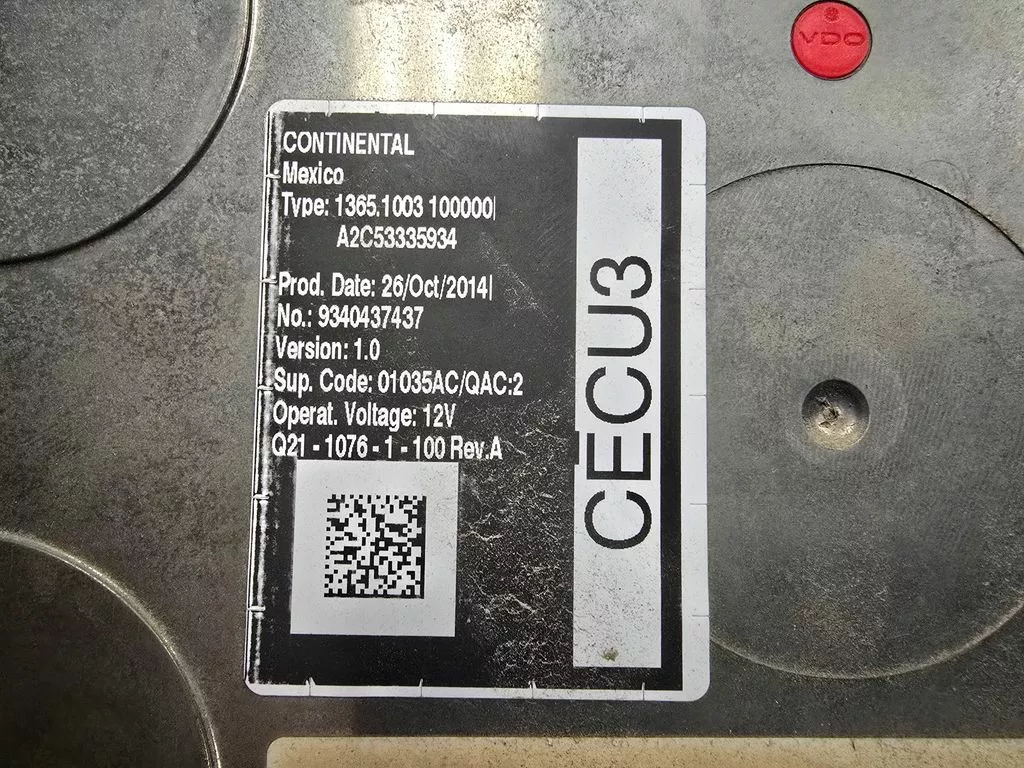 VDO
CONTINENTAL
Mexico
Type: 1365.1003 100000
A2C53335934
Prod. Date: 26/Oct/2014
No.: 9340437437
Version: 1.0
Sup. Code: 01035AC/QAC:2
Operat. Voltage: 12V
Q21 - 1076 - 1 - 100 Rev.A
CECU3